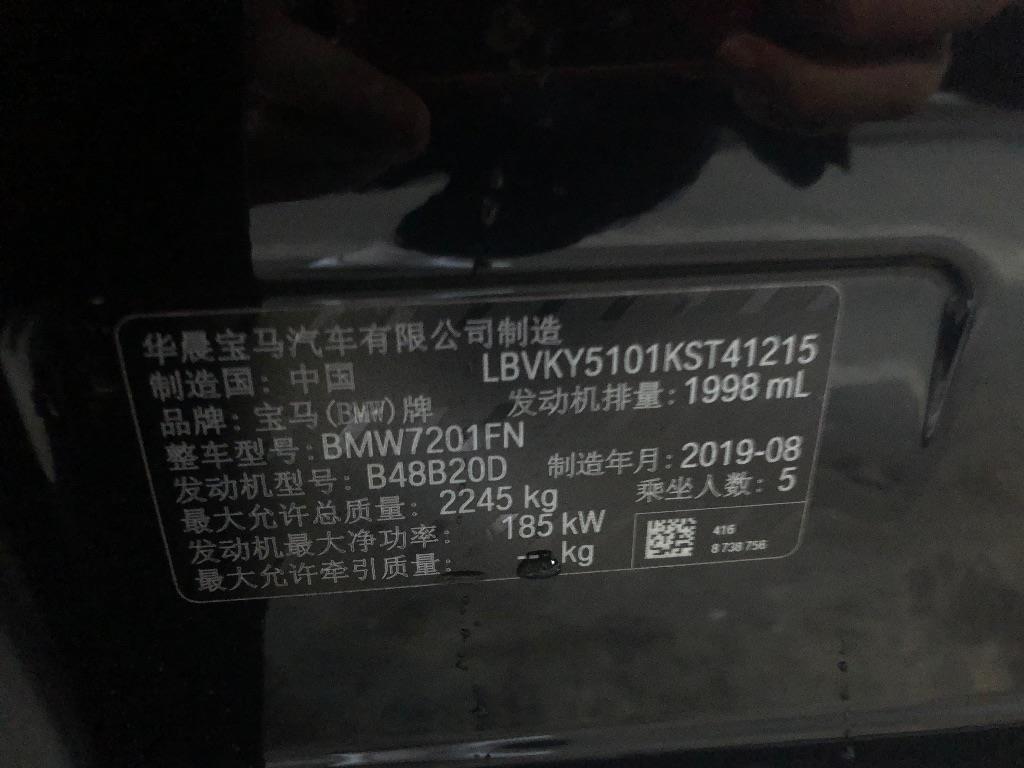 华晨宝马汽车有限公司制造
制造国：中国 LBVKY5101KST41215
品牌：宝马(BMW)牌 发动机排量：1998 mL
整车型号：BMW7201FN
发动机型号：B48B20D 制造年月：2019-08
最大允许总质量：2245 kg 乘坐人数：5
发动机最大净功率：185 kW
最大允许牵引质量：-- kg
416
8 738 756